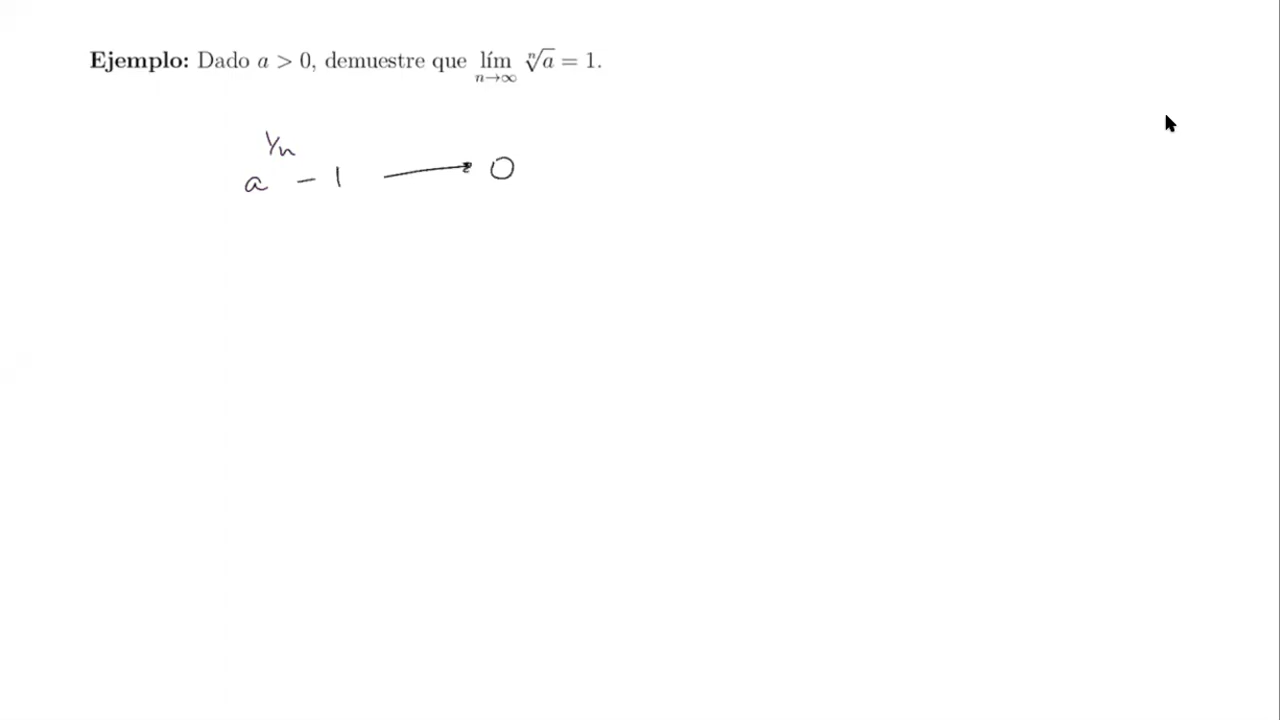 Ejemplo: Dado a > 0, demuestre que lím_{n→∞} ⁿ√a = 1.
a^{1/n} − 1 ⟶ 0